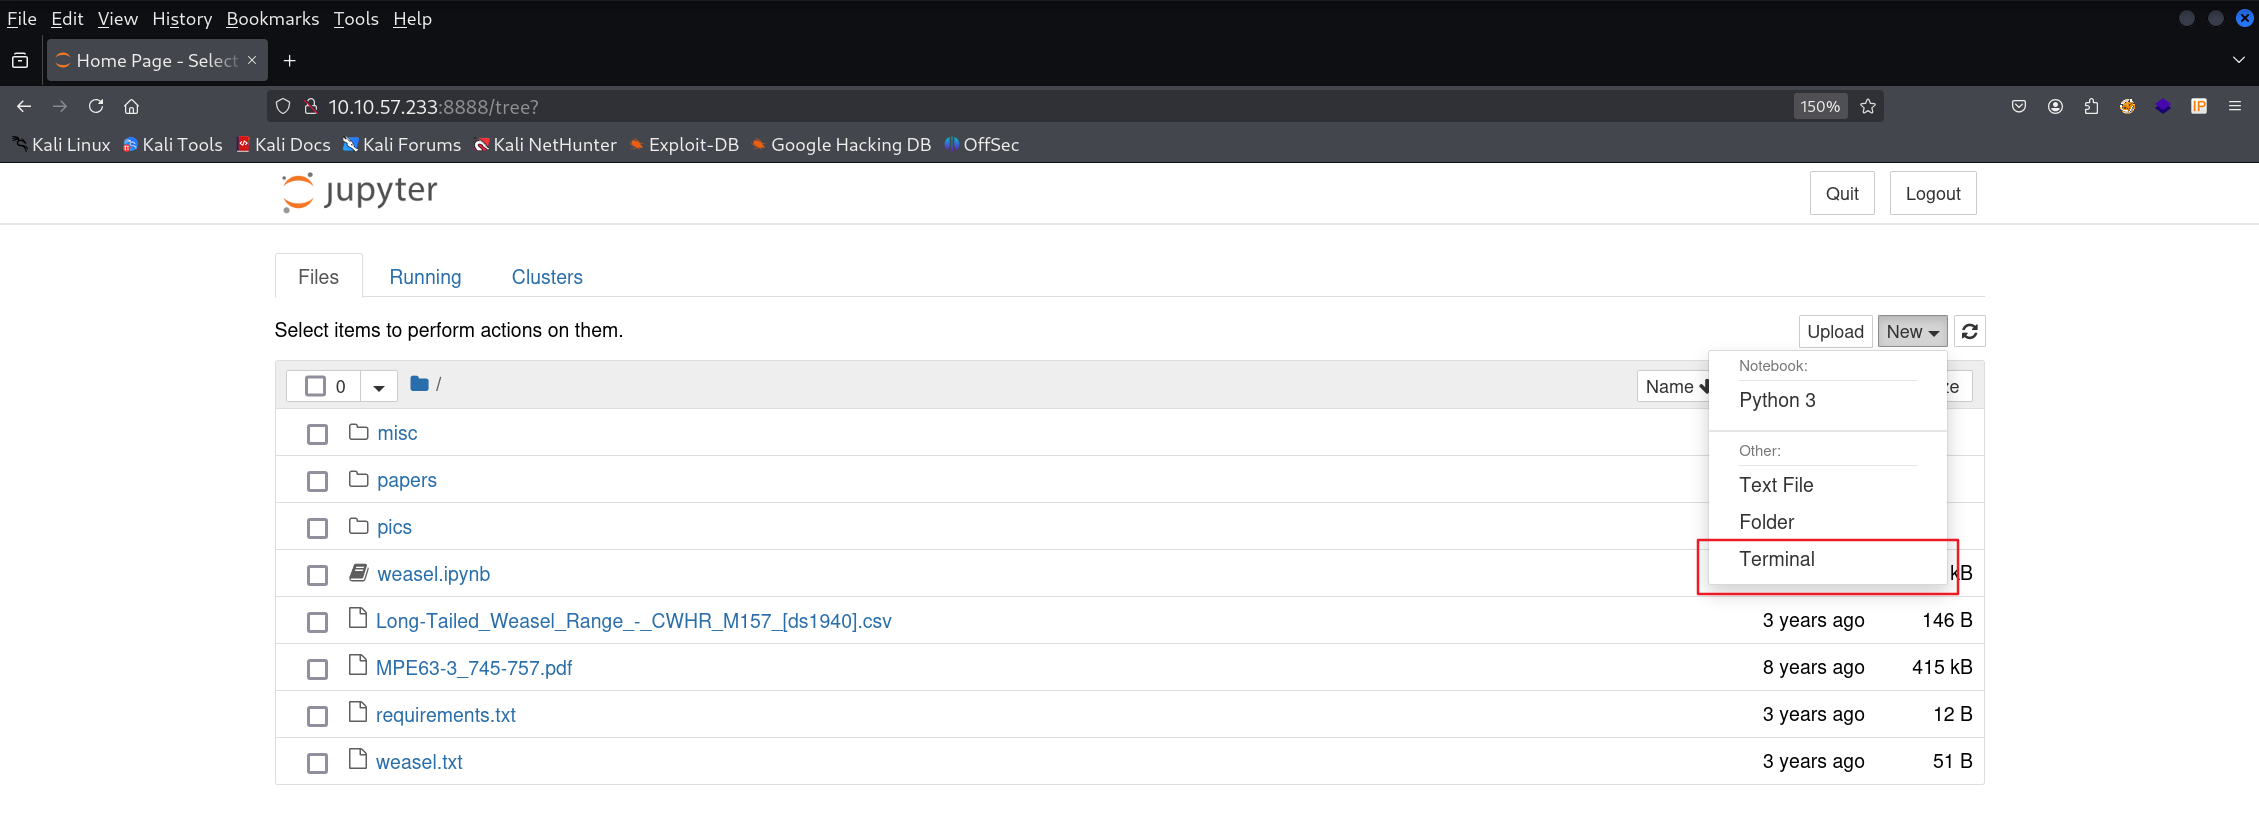 File Edit View History Bookmarks Tools Help
Home Page - Select
10.10.57.233:8888/tree?
150%
IP
Kali Linux Kali Tools Kali Docs Kali Forums Kali NetHunter Exploit-DB Google Hacking DB OffSec
jupyter
Quit Logout
Files Running Clusters
Select items to perform actions on them.
Upload New
0 / Name ze
Notebook:
Python 3
Other:
Text File
Folder
Terminal
misc
papers
pics
weasel.ipynb kB
Long-Tailed_Weasel_Range_-_CWHR_M157_[ds1940].csv 3 years ago 146 B
MPE63-3_745-757.pdf 8 years ago 415 kB
requirements.txt 3 years ago 12 B
weasel.txt 3 years ago 51 B